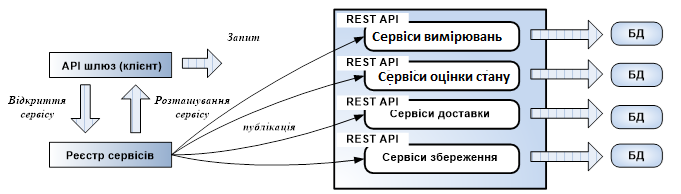 Запит
API шлюз (клієнт)
Відкриття
сервісу
Розташування
сервісу
публікація
Реєстр сервісів
REST API
Сервіси вимірювань
БД
REST API
Сервіси оцінки стану
БД
REST API
Сервіси доставки
БД
REST API
Сервіси збереження
БД